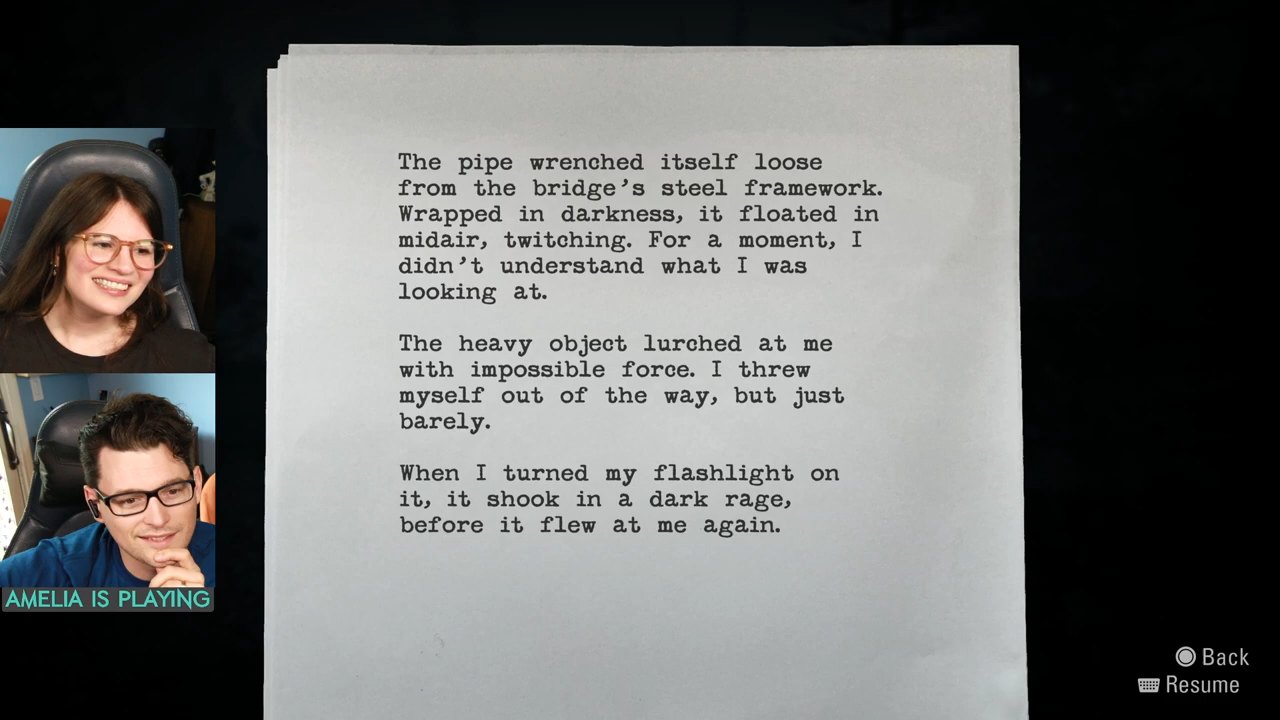 The pipe wrenched itself loose
from the bridge's steel framework.
Wrapped in darkness, it floated in
midair, twitching. For a moment, I
didn't understand what I was
looking at.
The heavy object lurched at me
with impossible force. I threw
myself out of the way, but just
barely.
When I turned my flashlight on
it, it shook in a dark rage,
before it flew at me again.
AMELIA IS PLAYING
Back
Resume